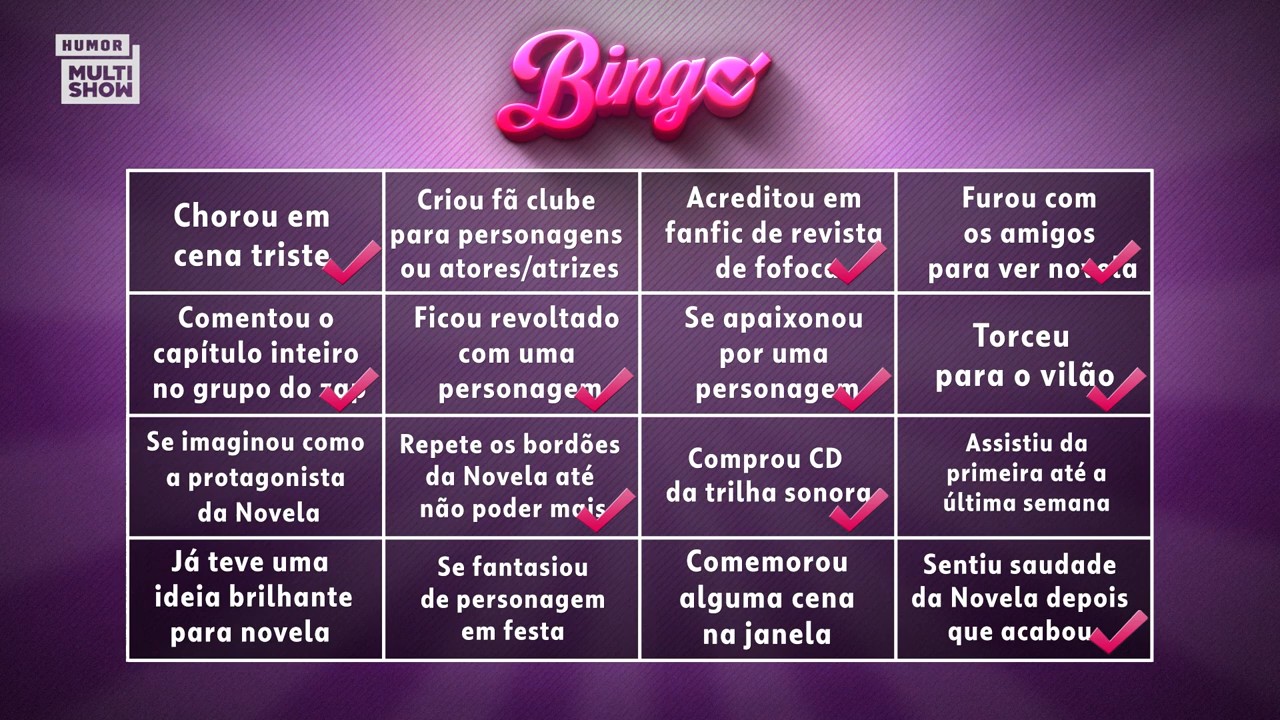 HUMOR
MULTI
SHOW
Bingo
Chorou em
cena triste
Criou fã clube
para personagens
ou atores/atrizes
Acreditou em
fanfic de revista
de fofoca
Furou com
os amigos
para ver novela
Comentou o
capítulo inteiro
no grupo do zap
Ficou revoltado
com uma
personagem
Se apaixonou
por uma
personagem
Torceu
para o vilão
Se imaginou como
a protagonista
da Novela
Repete os bordões
da Novela até
não poder mais
Comprou CD
da trilha sonora
Assistiu da
primeira até a
última semana
Já teve uma
ideia brilhante
para novela
Se fantasiou
de personagem
em festa
Comemorou
alguma cena
na janela
Sentiu saudade
da Novela depois
que acabou